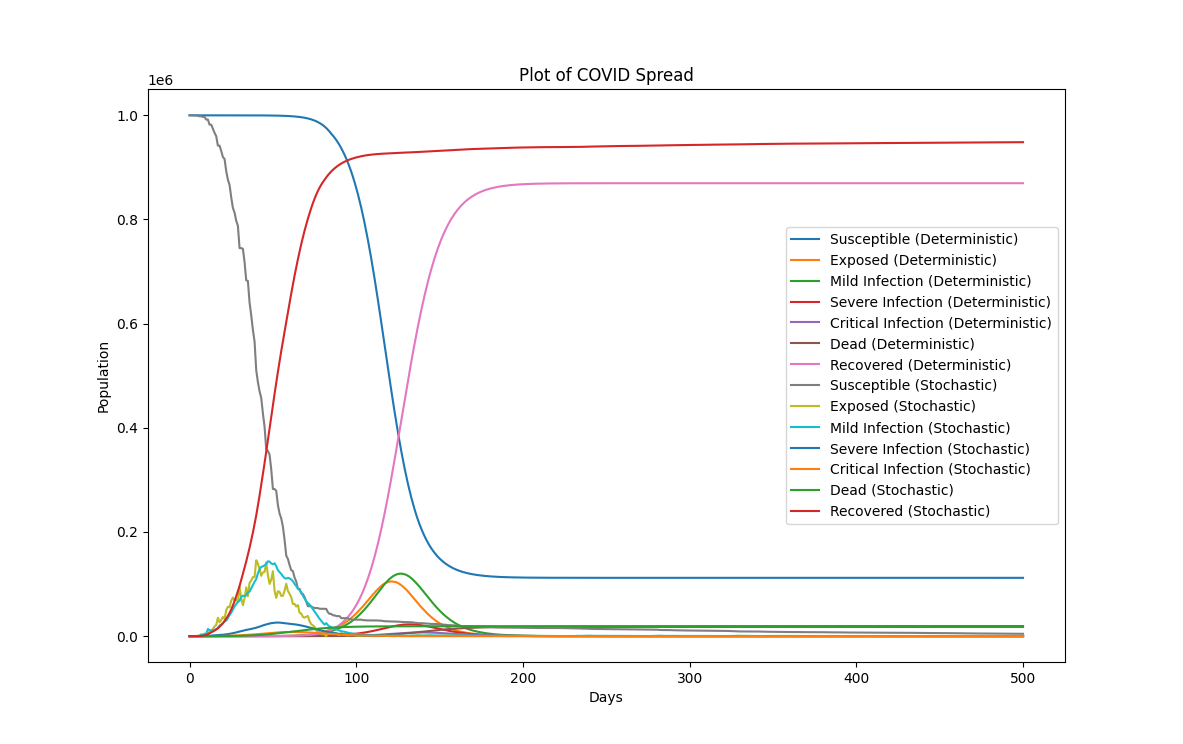 Plot of COVID Spread
1e6
1.0
0.8
0.6
0.4
0.2
0.0
Population
Susceptible (Deterministic)
Exposed (Deterministic)
Mild Infection (Deterministic)
Severe Infection (Deterministic)
Critical Infection (Deterministic)
Dead (Deterministic)
Recovered (Deterministic)
Susceptible (Stochastic)
Exposed (Stochastic)
Mild Infection (Stochastic)
Severe Infection (Stochastic)
Critical Infection (Stochastic)
Dead (Stochastic)
Recovered (Stochastic)
0 100 200 300 400 500
Days